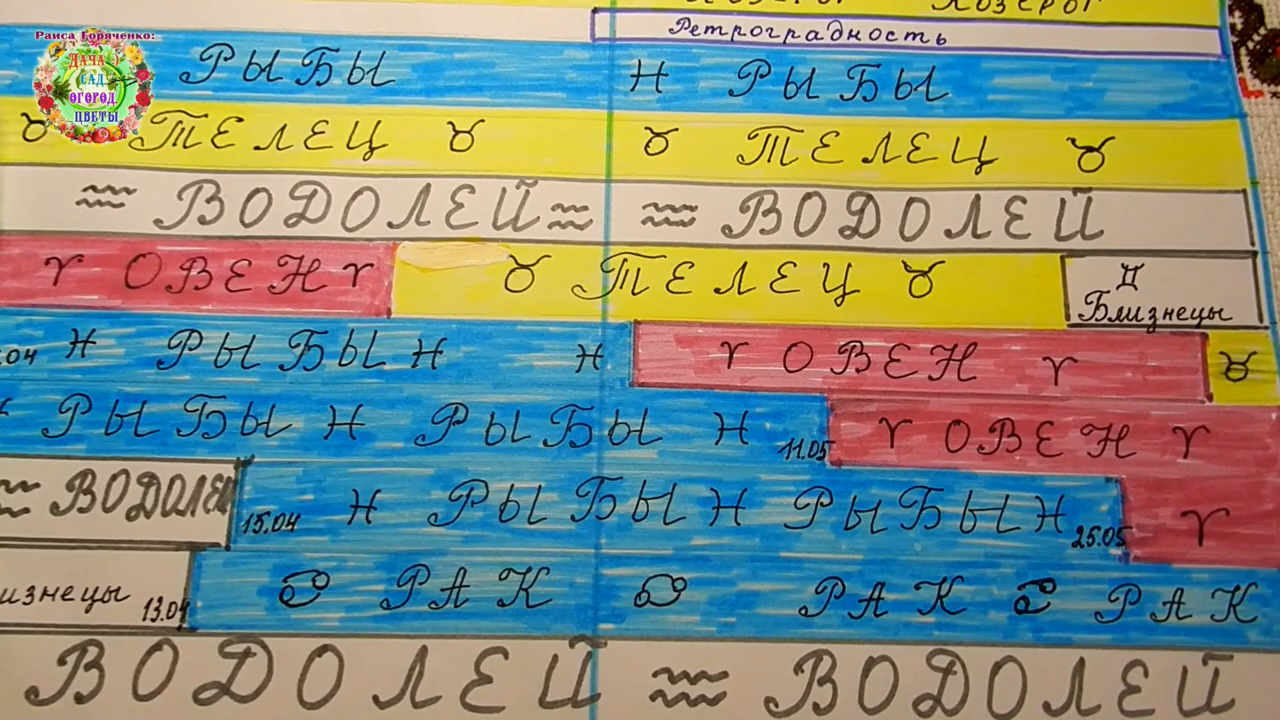 Козерог
Раиса Горяченко:
ДАЧА
САД
ОГОРОД,
ЦВЕТЫ
Ретроградность
РЫБЫ ♓ РЫБЫ
♉ ТЕЛЕЦ ♉ ♉ ТЕЛЕЦ ♉
♒ ВОДОЛЕЙ ♒ ♒ ВОДОЛЕЙ
♈ ОВЕН ♈ ♉ ТЕЛЕЦ ♉ ♊ Близнецы
.04 ♓ РЫБЫ ♓ ♓ ♈ ОВЕН ♈ ♉
♓ РЫБЫ ♓ РЫБЫ ♓ 11.05 ♈ ОВЕН ♈
♒ ВОДОЛЕЙ 15.04 ♓ РЫБЫ ♓ РЫБЫ ♓ 25.05 ♈
изнецы 13.04 ♋ РАК ♋ РАК ♋ РАК
ВОДОЛЕЙ ♒ ВОДОЛЕЙ